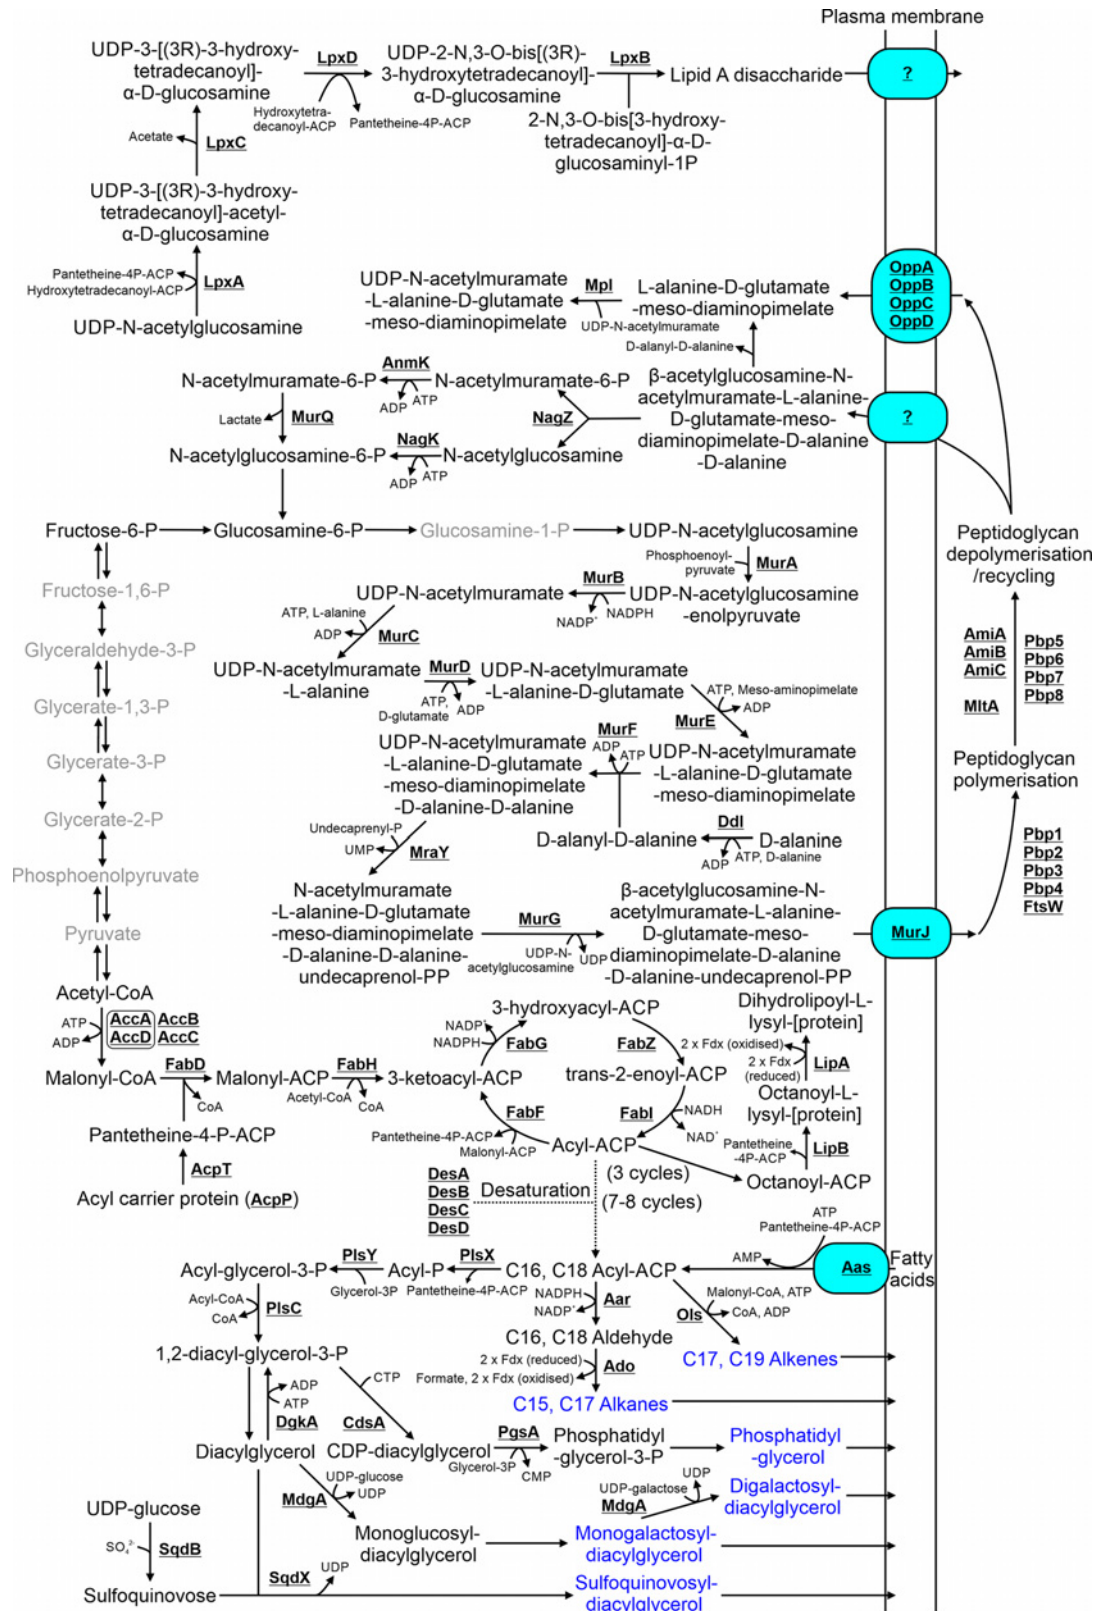 Plasma membrane
UDP-3-[(3R)-3-hydroxy-
tetradecanoyl]-
α-D-glucosamine
LpxD
Hydroxytetra-
decanoyl-ACP
Pantetheine-4P-ACP
UDP-2-N,3-O-bis[(3R)-
3-hydroxytetradecanoyl]-
α-D-glucosamine
LpxB
2-N,3-O-bis[3-hydroxy-
tetradecanoyl]-α-D-
glucosaminyl-1P
Lipid A disaccharide
?
Acetate
LpxC
UDP-3-[(3R)-3-hydroxy-
tetradecanoyl]-acetyl-
α-D-glucosamine
Pantetheine-4P-ACP
Hydroxytetradecanoyl-ACP
LpxA
UDP-N-acetylglucosamine
UDP-N-acetylmuramate
-L-alanine-D-glutamate
-meso-diaminopimelate
Mpl
UDP-N-acetylmuramate
L-alanine-D-glutamate
-meso-diaminopimelate
OppA
OppB
OppC
OppD
D-alanyl-D-alanine
N-acetylmuramate-6-P
AnmK
ADP
ATP
N-acetylmuramate-6-P
β-acetylglucosamine-N-
acetylmuramate-L-alanine-
D-glutamate-meso-
diaminopimelate-D-alanine
-D-alanine
?
Lactate
MurQ
NagZ
N-acetylglucosamine-6-P
NagK
ADP
ATP
N-acetylglucosamine
Fructose-6-P
Glucosamine-6-P
Glucosamine-1-P
UDP-N-acetylglucosamine
Peptidoglycan
depolymerisation
/recycling
Phosphoenoyl-
pyruvate
MurA
Fructose-1,6-P
UDP-N-acetylmuramate
MurB
NADP+
NADPH
UDP-N-acetylglucosamine
-enolpyruvate
ATP, L-alanine
ADP
MurC
Glyceraldehyde-3-P
AmiA
AmiB
AmiC
MltA
Pbp5
Pbp6
Pbp7
Pbp8
UDP-N-acetylmuramate
-L-alanine
MurD
ATP,
D-glutamate
ADP
UDP-N-acetylmuramate
-L-alanine-D-glutamate
ATP, Meso-aminopimelate
ADP
MurE
Glycerate-1,3-P
Glycerate-3-P
UDP-N-acetylmuramate
-L-alanine-D-glutamate
-meso-diaminopimelate
-D-alanine-D-alanine
MurF
ADP
ATP
UDP-N-acetylmuramate
-L-alanine-D-glutamate
-meso-diaminopimelate
Peptidoglycan
polymerisation
Glycerate-2-P
Undecaprenyl-P
UMP
MraY
D-alanyl-D-alanine
Ddl
ADP
ATP, D-alanine
D-alanine
Pbp1
Pbp2
Pbp3
Pbp4
FtsW
Phosphoenolpyruvate
N-acetylmuramate
-L-alanine-D-glutamate
-meso-diaminopimelate
-D-alanine-D-alanine-
undecaprenol-PP
MurG
UDP-N-
acetylglucosamine
UDP
β-acetylglucosamine-N-
acetylmuramate-L-alanine-
D-glutamate-meso-
diaminopimelate-D-alanine
-D-alanine-undecaprenol-PP
MurJ
Pyruvate
Acetyl-CoA
ATP
ADP
AccA
AccD
AccB
AccC
Malonyl-CoA
FabD
CoA
Malonyl-ACP
FabH
Acetyl-CoA
CoA
3-ketoacyl-ACP
NADP+
NADPH
FabG
3-hydroxyacyl-ACP
FabZ
trans-2-enoyl-ACP
FabI
NADH
NAD+
FabF
Pantetheine-4P-ACP
Malonyl-ACP
Acyl-ACP
Dihydrolipoyl-L-
lysyl-[protein]
2 x Fdx (oxidised)
2 x Fdx
(reduced)
LipA
Octanoyl-L-
lysyl-[protein]
Pantetheine
-4P-ACP
LipB
Octanoyl-ACP
Pantetheine-4-P-ACP
AcpT
Acyl carrier protein (AcpP)
DesA
DesB
DesC
DesD
Desaturation
(3 cycles)
(7-8 cycles)
ATP
Pantetheine-4P-ACP
AMP
Aas
Fatty
acids
Acyl-glycerol-3-P
PlsY
Glycerol-3P
Acyl-P
PlsX
Pantetheine-4P-ACP
C16, C18 Acyl-ACP
Acyl-CoA
CoA
PlsC
NADPH
NADP+
Aar
Malonyl-CoA, ATP
CoA, ADP
Ols
C16, C18 Aldehyde
1,2-diacyl-glycerol-3-P
2 x Fdx (reduced)
Formate, 2 x Fdx (oxidised)
Ado
C17, C19 Alkenes
C15, C17 Alkanes
ADP
ATP
DgkA
CTP
CdsA
Diacylglycerol
CDP-diacylglycerol
PgsA
Glycerol-3P
CMP
Phosphatidyl
-glycerol-3-P
Phosphatidyl
-glycerol
UDP-glucose
UDP
MdgA
UDP-galactose
UDP
MdgA
Digalactosyl-
diacylglycerol
UDP-glucose
SO42-
SqdB
Monoglucosyl-
diacylglycerol
Monogalactosyl-
diacylglycerol
Sulfoquinovose
SqdX
UDP
Sulfoquinovosyl-
diacylglycerol